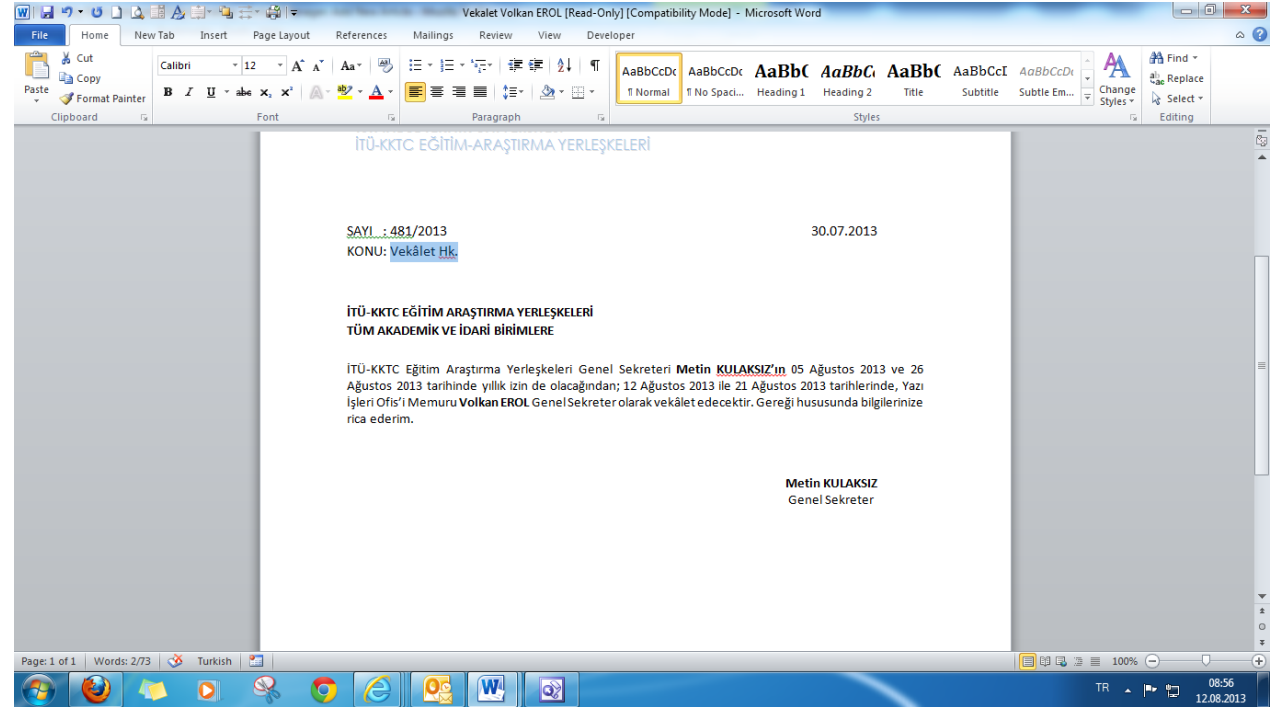 Vekalet Volkan EROL [Read-Only] [Compatibility Mode] - Microsoft Word
File Home New Tab Insert Page Layout References Mailings Review View Developer
Paste
Cut
Copy
Format Painter
Clipboard
Calibri 12
Font
Paragraph
AaBbCcDc AaBbCcDc AaBb( AaBbC AaBb( AaBbCcI AaBbCcDc
¶ Normal ¶ No Spaci... Heading 1 Heading 2 Title Subtitle Subtle Em...
Change Styles
Styles
Find
Replace
Select
Editing
İTÜ-KKTC EĞİTİM-ARAŞTIRMA YERLEŞKELERİ
SAYI : 481/2013 30.07.2013
KONU: Vekâlet Hk.
İTÜ-KKTC EĞİTİM ARAŞTIRMA YERLEŞKELERİ
TÜM AKADEMİK VE İDARİ BİRİMLERE
İTÜ-KKTC Eğitim Araştırma Yerleşkeleri Genel Sekreteri Metin KULAKSIZ’ın 05 Ağustos 2013 ve 26
Ağustos 2013 tarihinde yıllık izin de olacağından; 12 Ağustos 2013 ile 21 Ağustos 2013 tarihlerinde, Yazı
İşleri Ofis’i Memuru Volkan EROL Genel Sekreter olarak vekâlet edecektir. Gereği hususunda bilgilerinize
rica ederim.
Metin KULAKSIZ
Genel Sekreter
Page: 1 of 1 Words: 2/73 Turkish 100%
TR 08:56
12.08.2013